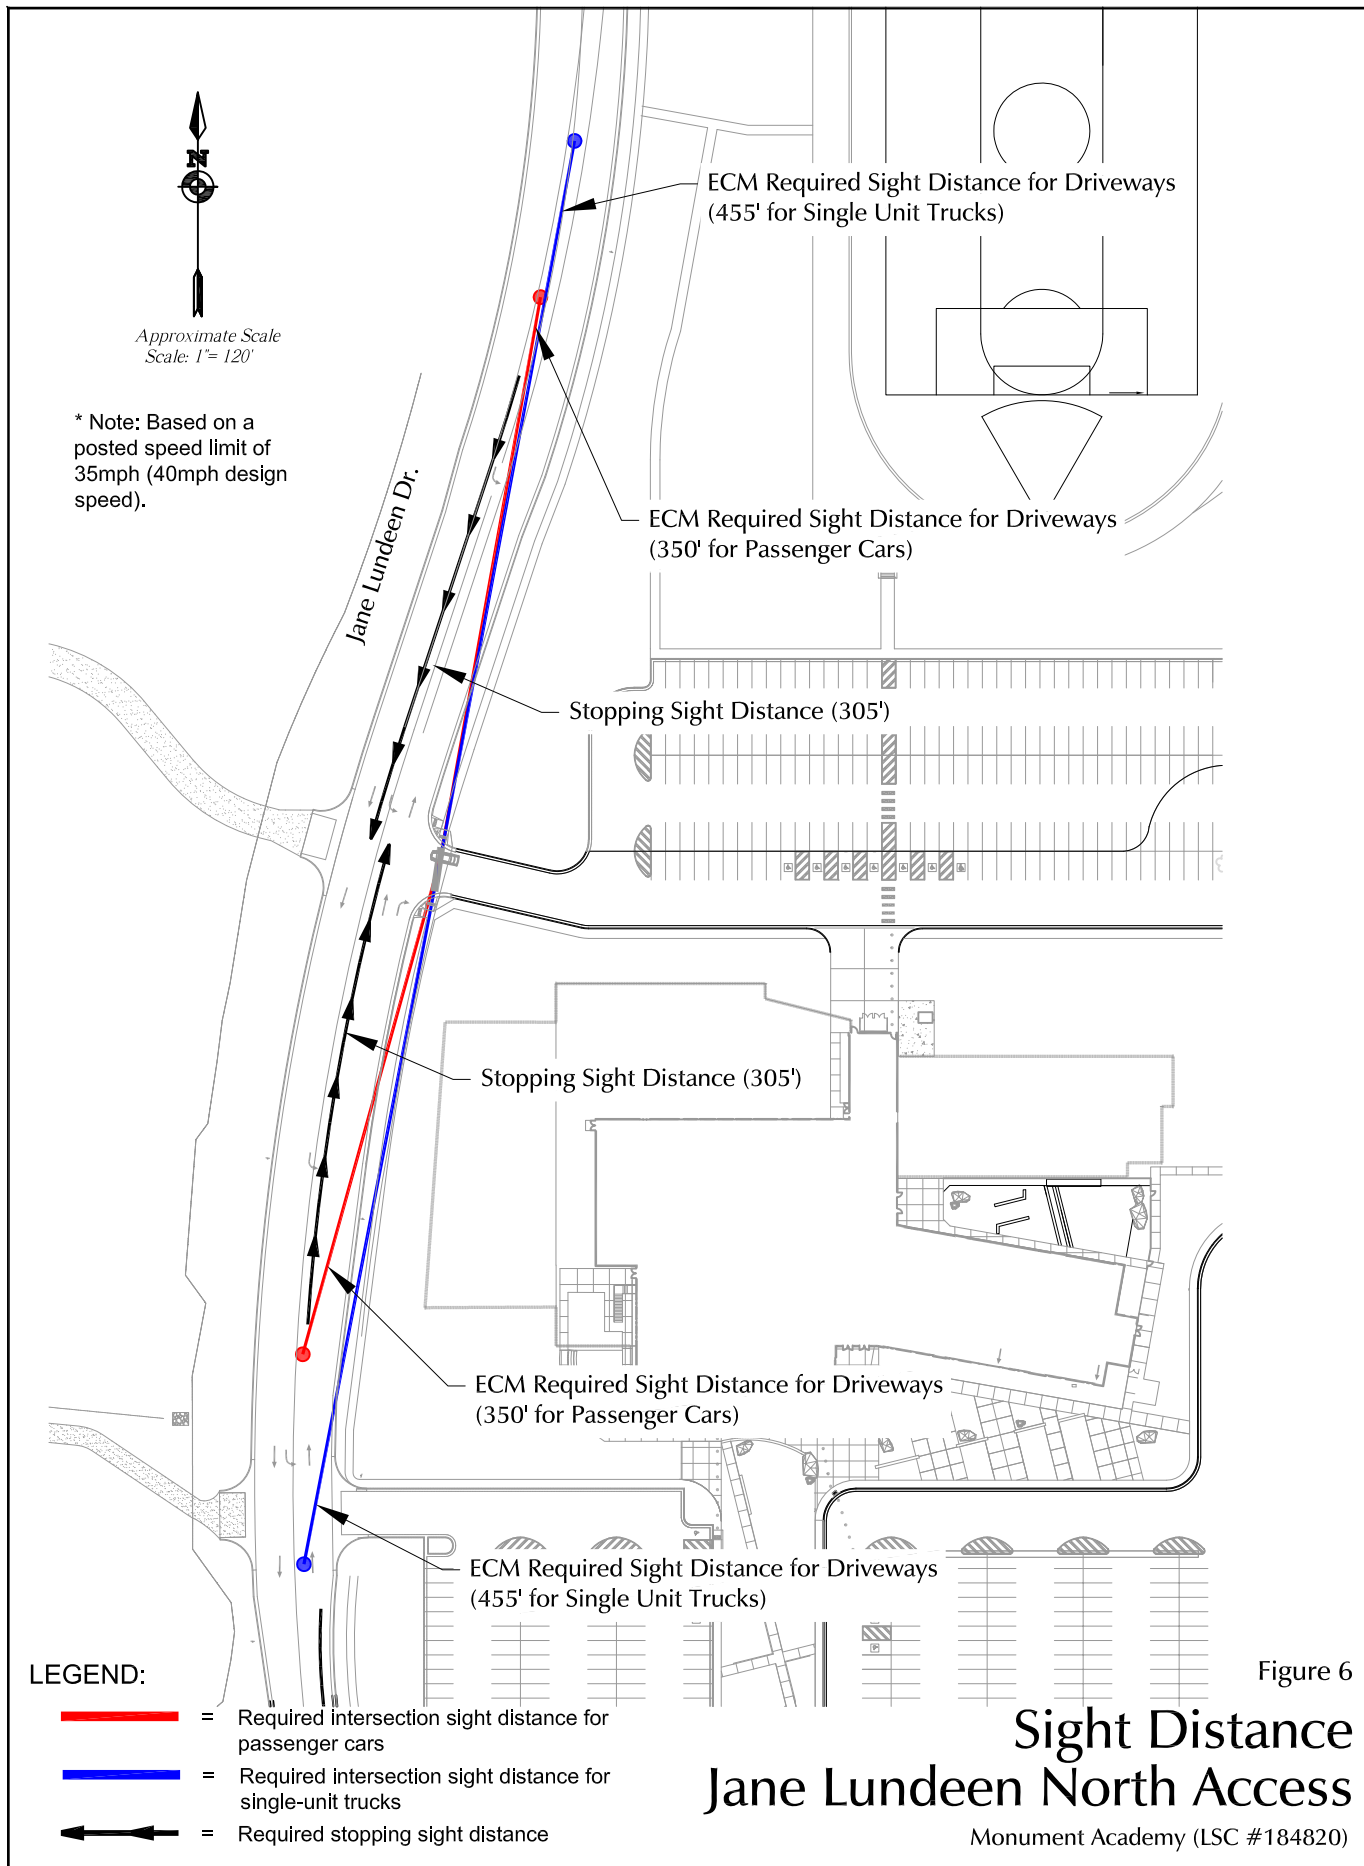 ECM Required Sight Distance for Driveways
(455' for Single Unit Trucks)
N
Approximate Scale
Scale: 1"= 120'
* Note: Based on a
posted speed limit of
35mph (40mph design
speed).
Jane Lundeen Dr.
ECM Required Sight Distance for Driveways
(350' for Passenger Cars)
Stopping Sight Distance (305')
Stopping Sight Distance (305')
ECM Required Sight Distance for Driveways
(350' for Passenger Cars)
ECM Required Sight Distance for Driveways
(455' for Single Unit Trucks)
LEGEND:
= Required intersection sight distance for
passenger cars
= Required intersection sight distance for
single-unit trucks
= Required stopping sight distance
Figure 6
Sight Distance
Jane Lundeen North Access
Monument Academy (LSC #184820)